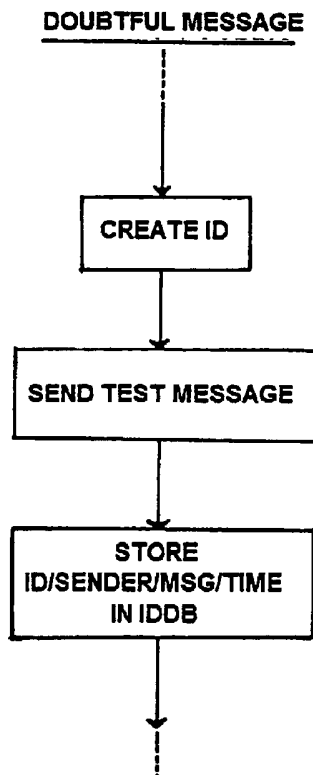 DOUBTFUL MESSAGE
CREATE ID
SEND TEST MESSAGE
STORE
ID/SENDER/MSG/TIME
IN IDDB